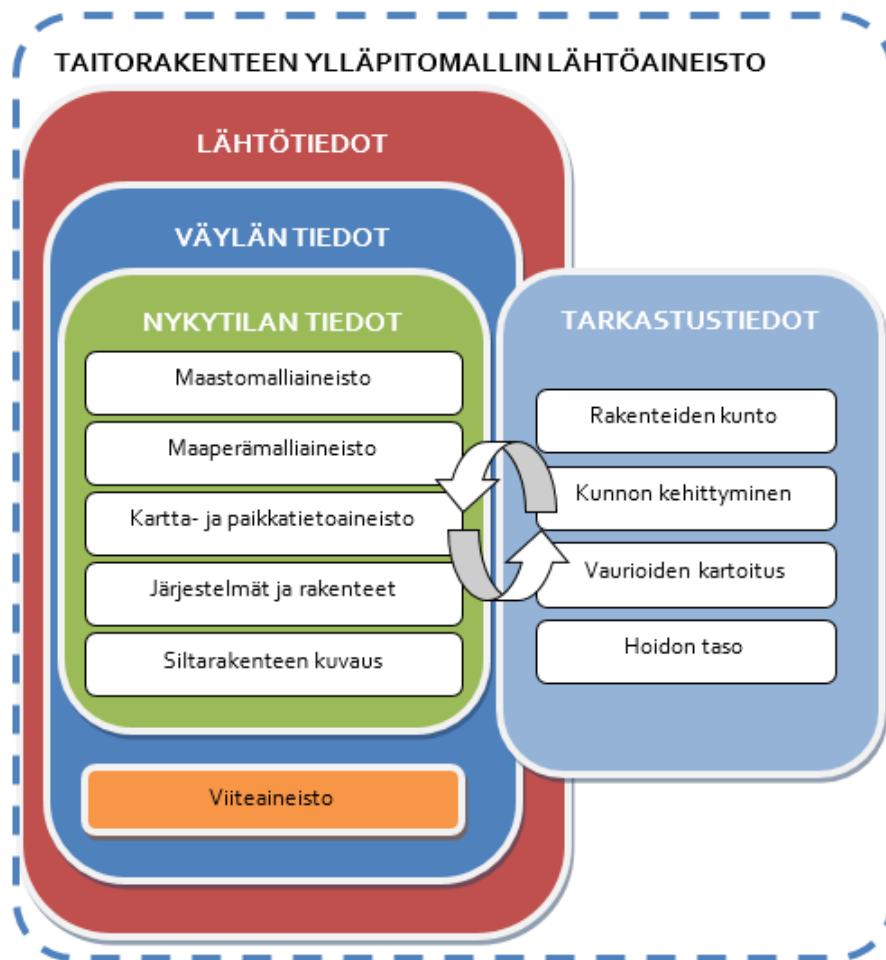 TAITORAKENTEEN YLLÄPITOMALLIN LÄHTÖAINEISTO
LÄHTÖTIEDOT
VÄYLÄN TIEDOT
NYKYTILAN TIEDOT
Maastomalliaineisto
Maaperämalliaineisto
Kartta- ja paikkatietoaineisto
Järjestelmät ja rakenteet
Siltarakenteen kuvaus
Viiteaineisto
TARKASTUSTIEDOT
Rakenteiden kunto
Kunnon kehittyminen
Vaurioiden kartoitus
Hoidon taso